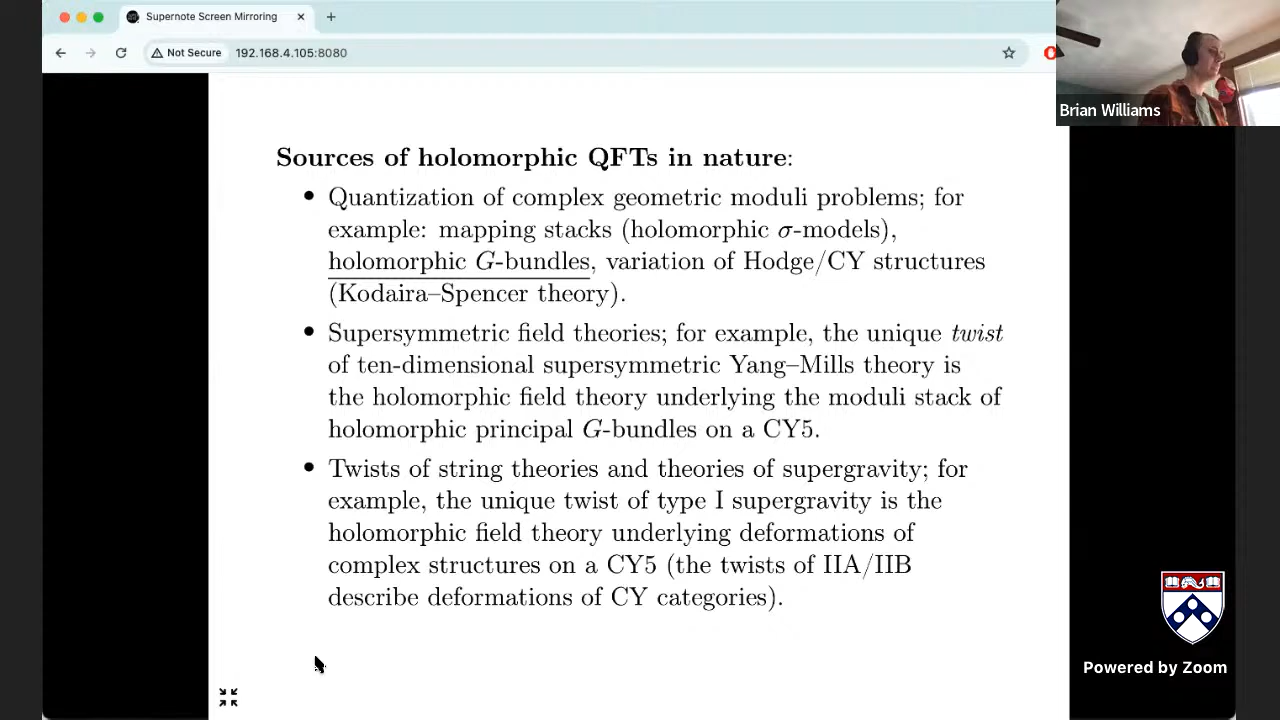 Supernote Screen Mirroring
Not Secure
192.168.4.105:8080
Brian Williams
Sources of holomorphic QFTs in nature:
• Quantization of complex geometric moduli problems; for
example: mapping stacks (holomorphic σ-models),
holomorphic G-bundles, variation of Hodge/CY structures
(Kodaira–Spencer theory).
• Supersymmetric field theories; for example, the unique twist
of ten-dimensional supersymmetric Yang–Mills theory is
the holomorphic field theory underlying the moduli stack of
holomorphic principal G-bundles on a CY5.
• Twists of string theories and theories of supergravity; for
example, the unique twist of type I supergravity is the
holomorphic field theory underlying deformations of
complex structures on a CY5 (the twists of IIA/IIB
describe deformations of CY categories).
Powered by Zoom